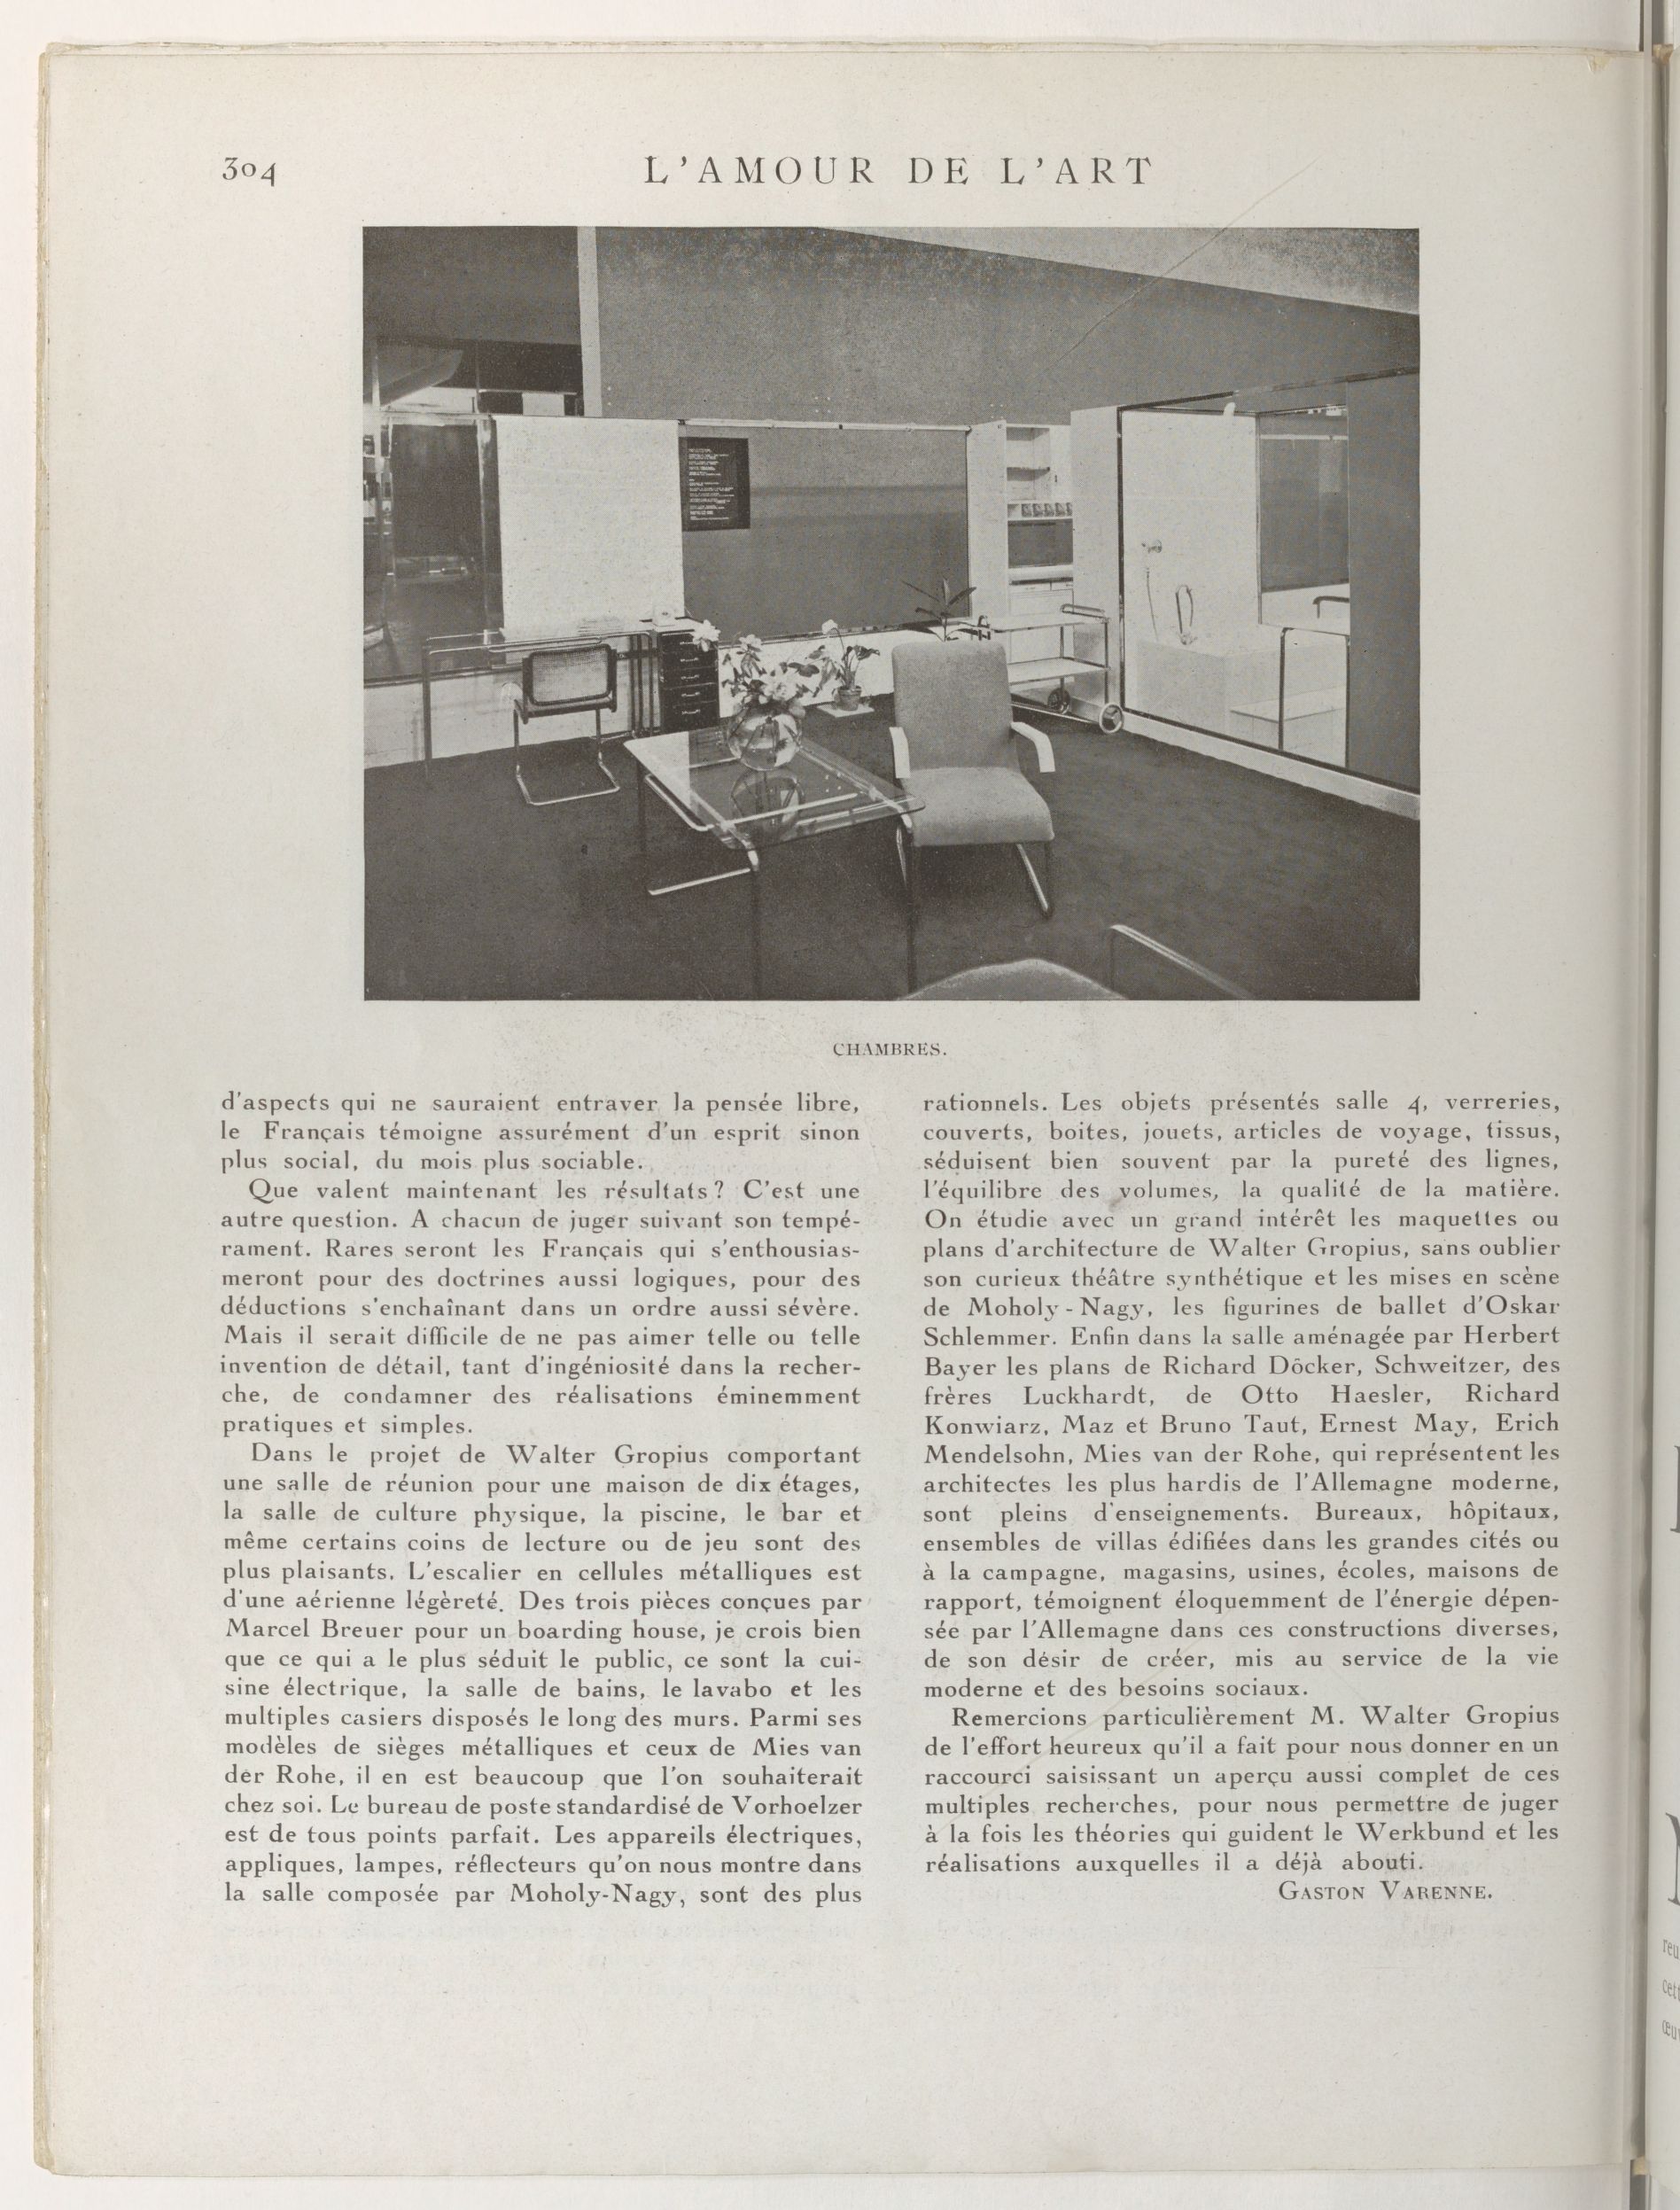 304
L'AMOUR DE L'ART
CHAMBRES.
d'aspects qui ne sauraient entraver la pensée libre,
le Français témoigne assurément d'un esprit sinon
plus social, du mois plus sociable.
Que valent maintenant les résultats? C'est une
autre question. A chacun de juger suivant son tempé-
rament. Rares seront les Français qui s'enthousias-
meront pour des doctrines aussi logiques, pour des
déductions s'enchaînant dans un ordre aussi sévère.
Mais il serait difficile de ne pas aimer telle ou telle
invention de détail, tant d'ingéniosité dans la recher-
che, de condamner des réalisations éminemment
pratiques et simples.
Dans le projet de Walter Gropius comportant
une salle de réunion pour une maison de dix étages,
la salle de culture physique, la piscine, le bar et
même certains coins de lecture ou de jeu sont des
plus plaisants. L'escalier en cellules métalliques est
d'une aérienne légèreté. Des trois pièces conçues par
Marcel Breuer pour un boarding house, je crois bien
que ce qui a le plus séduit le public, ce sont la cui-
sine électrique, la salle de bains, le lavabo et les
multiples casiers disposés le long des murs. Parmi ses
modèles de sièges métalliques et ceux de Mies van
der Rohe, il en est beaucoup que l'on souhaiterait
chez soi. Le bureau de poste standardisé de Vorhoelzer
est de tous points parfait. Les appareils électriques,
appliques, lampes, réflecteurs qu'on nous montre dans
la salle composée par Moholy-Nagy, sont des plus
rationnels. Les objets présentés salle 4, verreries,
couverts, boites, jouets, articles de voyage, tissus,
séduisent bien souvent par la pureté des lignes,
l'équilibre des volumes, la qualité de la matière.
On étudie avec un grand intérêt les maquettes ou
plans d'architecture de Walter Gropius, sans oublier
son curieux théâtre synthétique et les mises en scène
de Moholy-Nagy, les figurines de ballet d'Oskar
Schlemmer. Enfin dans la salle aménagée par Herbert
Bayer les plans de Richard Döcker, Schweitzer, des
frères Luckhardt, de Otto Haesler, Richard
Konwiarz, Maz et Bruno Taut, Ernest May, Erich
Mendelsohn, Mies van der Rohe, qui représentent les
architectes les plus hardis de l'Allemagne moderne,
sont pleins d'enseignements. Bureaux, hôpitaux,
ensembles de villas édifiées dans les grandes cités ou
à la campagne, magasins, usines, écoles, maisons de
rapport, témoignent éloquemment de l'énergie dépen-
sée par l'Allemagne dans ces constructions diverses,
de son désir de créer, mis au service de la vie
moderne et des besoins sociaux.
Remercions particulièrement M. Walter Gropius
de l'effort heureux qu'il a fait pour nous donner en un
raccourci saisissant un aperçu aussi complet de ces
multiples recherches, pour nous permettre de juger
à la fois les théories qui guident le Werkbund et les
réalisations auxquelles il a déjà abouti.
GASTON VARENNE.